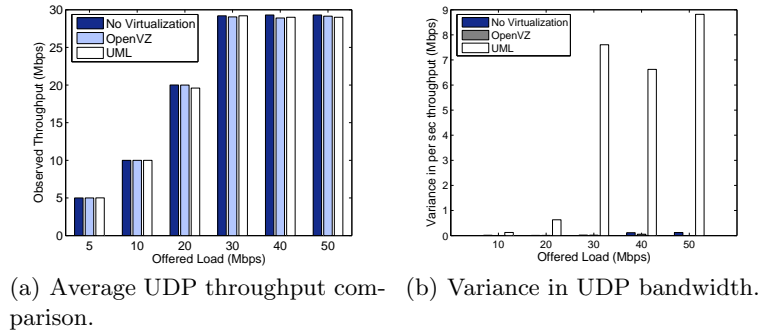 30
25
20
15
10
5
0
Observed Throughput (Mbps)
No Virtualization
OpenVZ
UML
5 10 20 30 40 50
Offered Load (Mbps)
(a) Average UDP throughput com-
parison.
9
8
7
6
5
4
3
2
1
0
Variance in per sec throughput (Mbps)
No Virtualization
OpenVZ
UML
10 20 30 40 50
Offered Load (Mbps)
(b) Variance in UDP bandwidth.